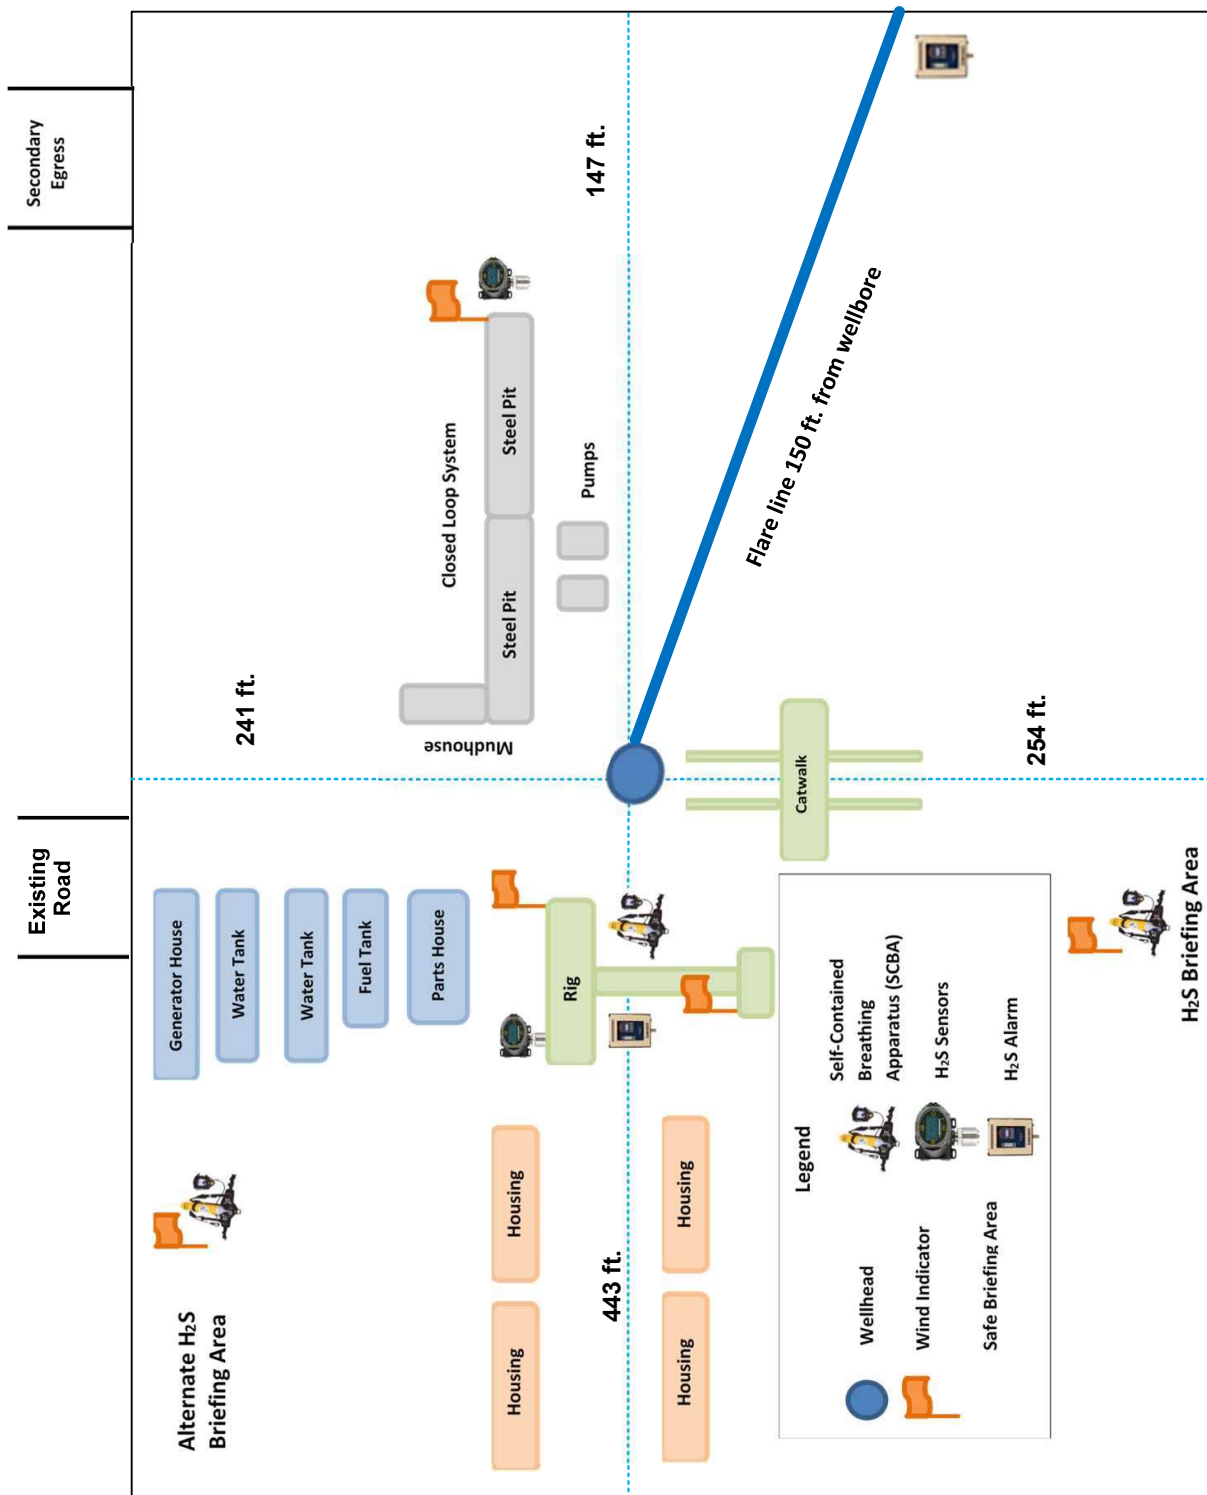 Secondary
Egress
147 ft.
Flare line 150 ft. from wellbore
Closed Loop System
Steel Pit
Steel Pit
Pumps
Mudhouse
241 ft.
254 ft.
Existing
Road
Generator House
Water Tank
Water Tank
Fuel Tank
Parts House
Rig
Catwalk
H₂S Briefing Area
Alternate H₂S
Briefing Area
Housing
Housing
Housing
Housing
443 ft.
Legend
Wellhead
Wind Indicator
Safe Briefing Area
Self-Contained
Breathing
Apparatus (SCBA)
H₂S Sensors
H₂S Alarm